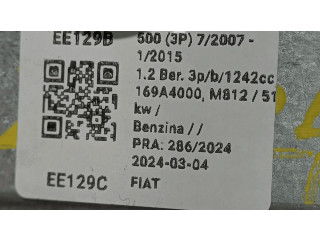 EE129B
500 (3P) 7/2007 -
1/2015
1.2 Ber. 3p/b/1242cc
169A4000, M812 / 51
kw /
Benzina / /
PRA: 286/2024
2024-03-04
EE129C
FIAT